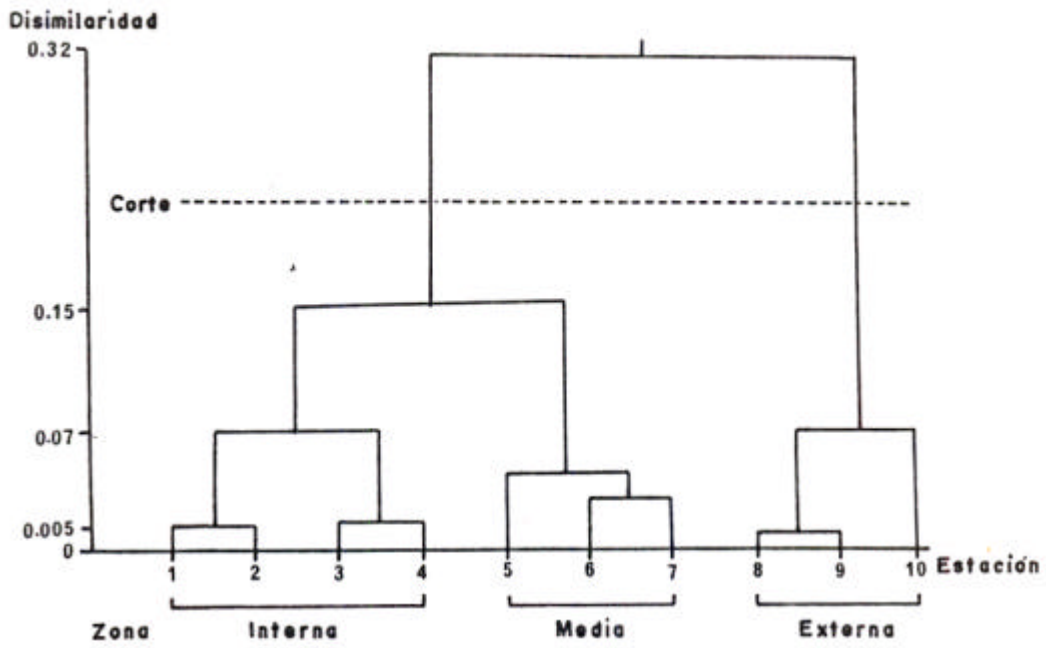 Disimilaridad
0.32
Corte
0.15
0.07
0.005
0
1 2 3 4 5 6 7 8 9 10 Estación
Zona Interna Media Externa